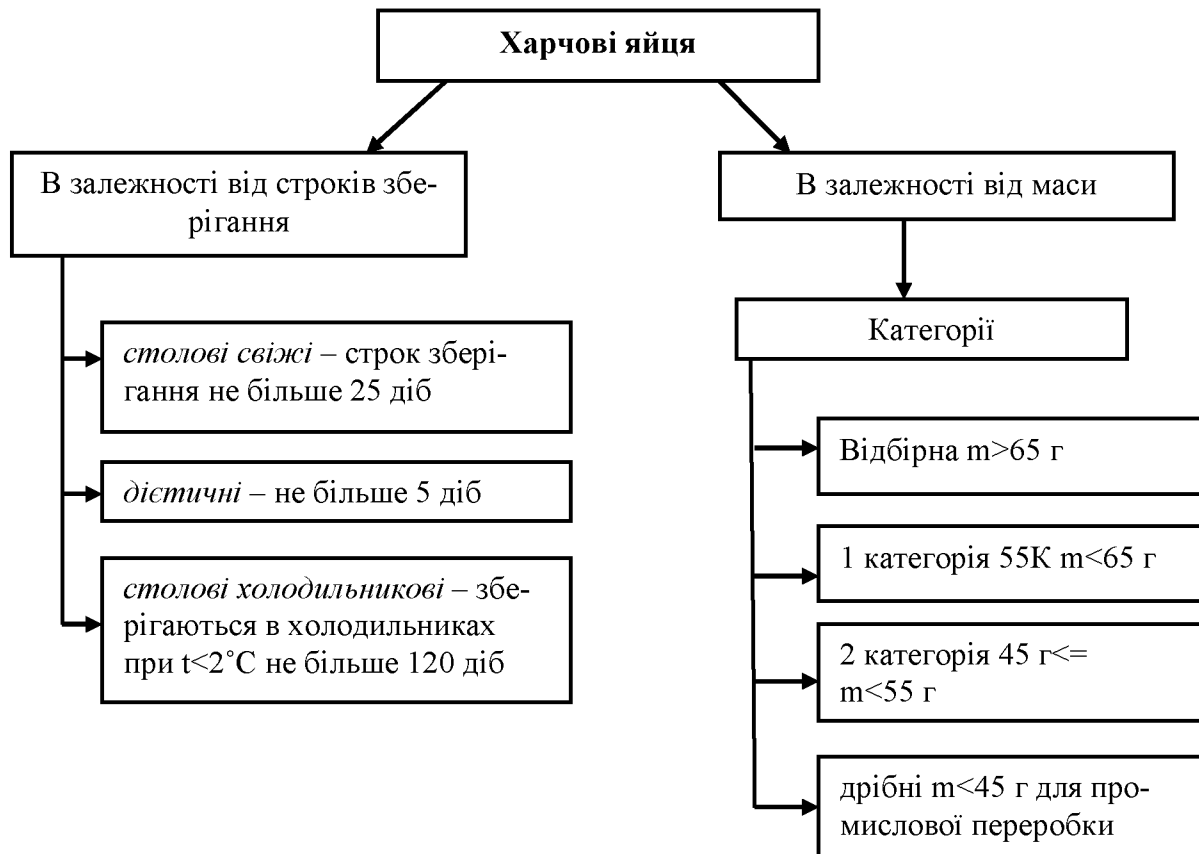 Харчові яйця
В залежності від строків збе-
рігання
В залежності від маси
столові свіжі – строк збері-
гання не більше 25 діб
дієтичні – не більше 5 діб
столові холодильникові – збе-
рігаються в холодильниках
при t<2˚С не більше 120 діб
Категорії
Відбірна m>65 г
1 категорія 55К m<65 г
2 категорія 45 г<=
m<55 г
дрібні m<45 г для про-
мислової переробки